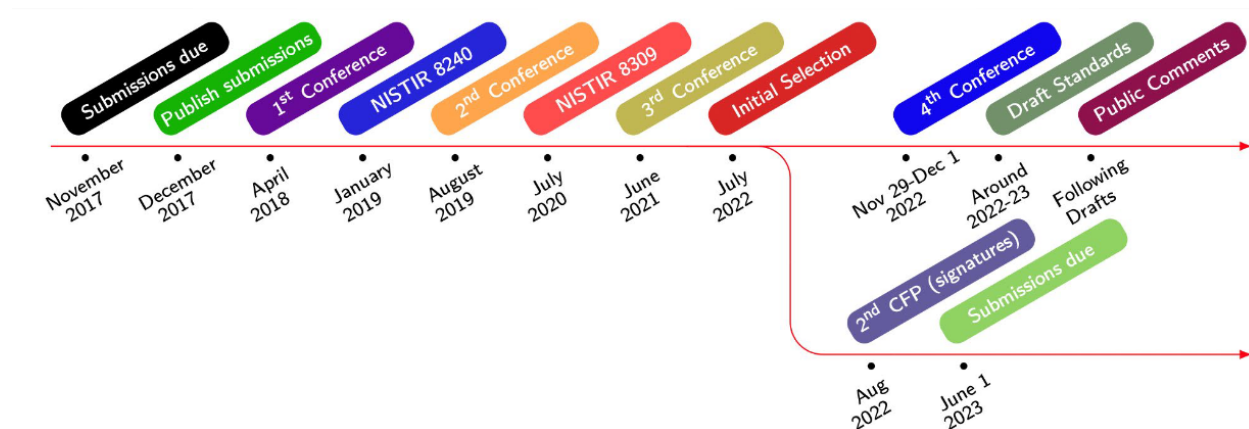 Submissions due
Publish submissions
1st Conference
NISTIR 8240
2nd Conference
NISTIR 8309
3rd Conference
Initial Selection
4th Conference
Draft Standards
Public Comments
November
2017
December
2017
April
2018
January
2019
August
2019
July
2020
June
2021
July
2022
Nov 29-Dec 1
2022
Around
2022-23
Following
Drafts
2nd CFP (signatures)
Submissions due
Aug
2022
June 1
2023